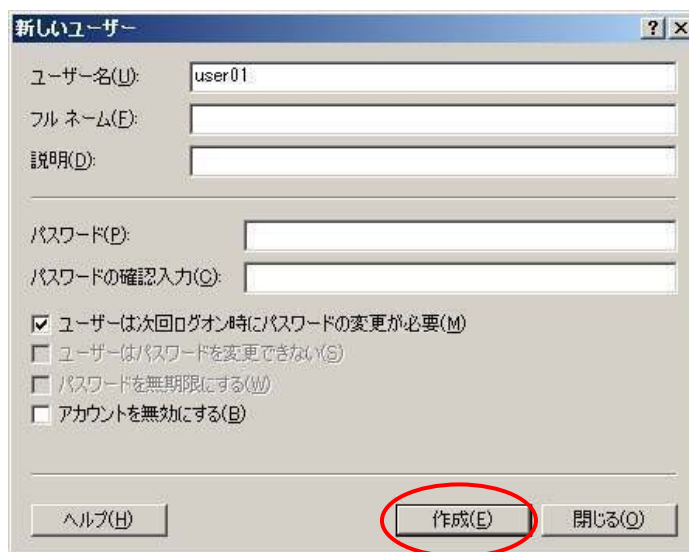 新しいユーザー
ユーザー名(U): user01
フル ネーム(F):
説明(D):
パスワード(P):
パスワードの確認入力(C):
ユーザーは次回ログオン時にパスワードの変更が必要(M)
ユーザーはパスワードを変更できない(S)
パスワードを無期限にする(W)
アカウントを無効にする(B)
ヘルプ(H) 作成(E) 閉じる(O)